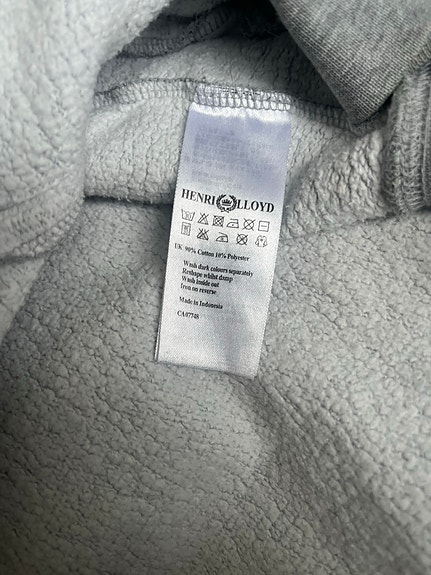 HENRI LLOYD
UK 90% Cotton 10% Polyester
Wash dark colours separately
Reshape whilst damp
Wash inside out
Iron on reverse
Made in Indonesia
CA07748